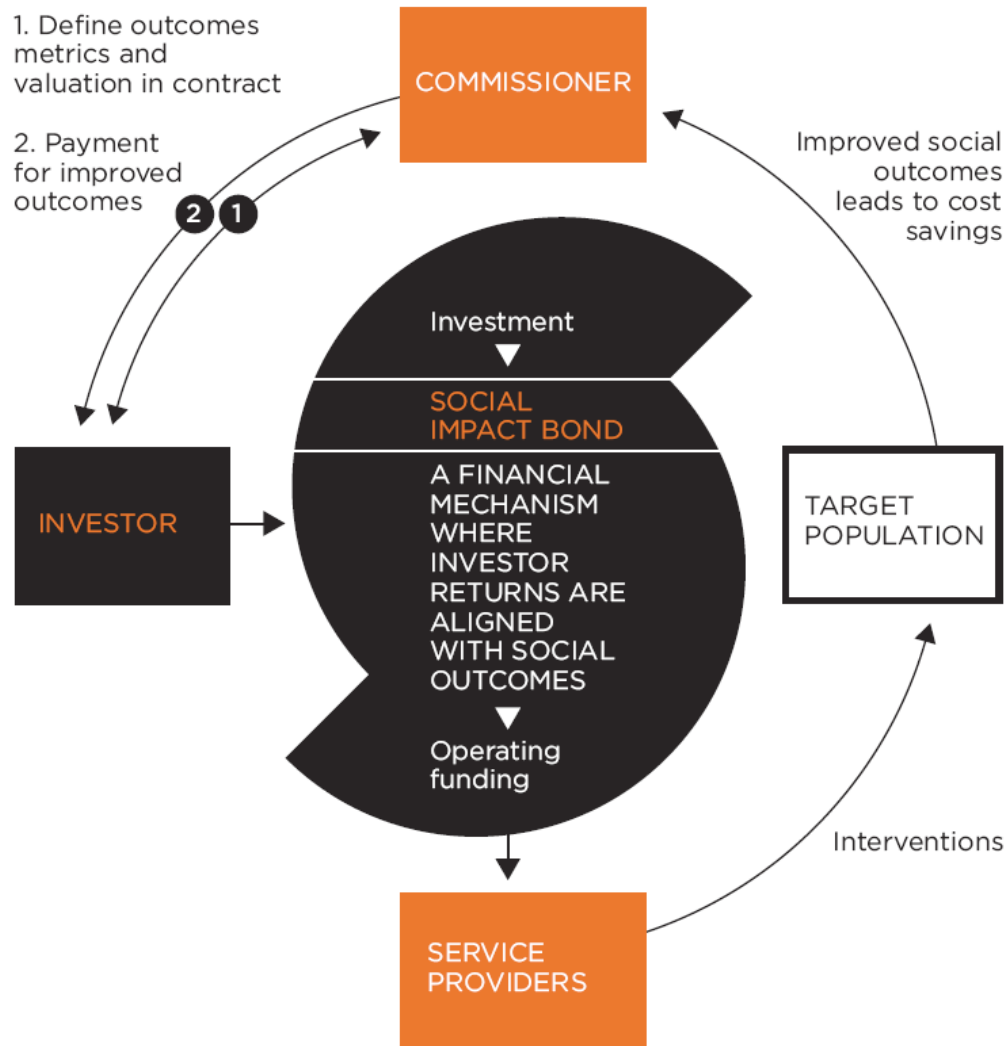 1. Define outcomes
metrics and
valuation in contract
2. Payment
for improved
outcomes
2 1
COMMISSIONER
Improved social
outcomes
leads to cost
savings
Investment
SOCIAL
IMPACT BOND
A FINANCIAL
MECHANISM
WHERE
INVESTOR
RETURNS ARE
ALIGNED
WITH SOCIAL
OUTCOMES
Operating
funding
INVESTOR
TARGET
POPULATION
Interventions
SERVICE
PROVIDERS